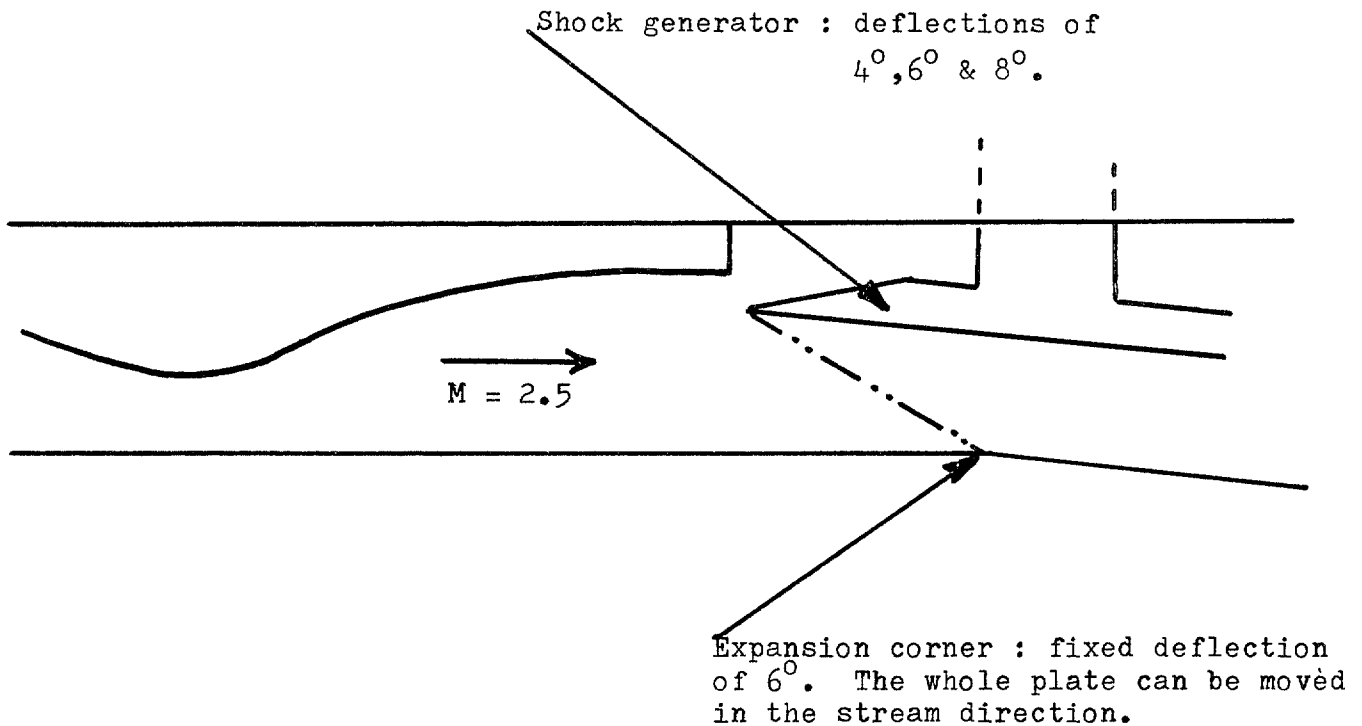 Shock generator : deflections of
4°,6° & 8°.
M = 2.5
Expansion corner : fixed deflection
of 6°. The whole plate can be moved
in the stream direction.